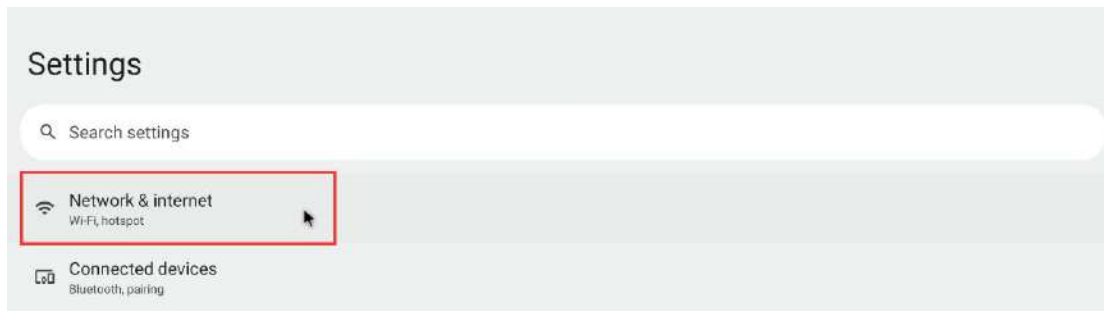 Settings
Search settings
Network & internet
Wi-Fi, hotspot
Connected devices
Bluetooth, pairing